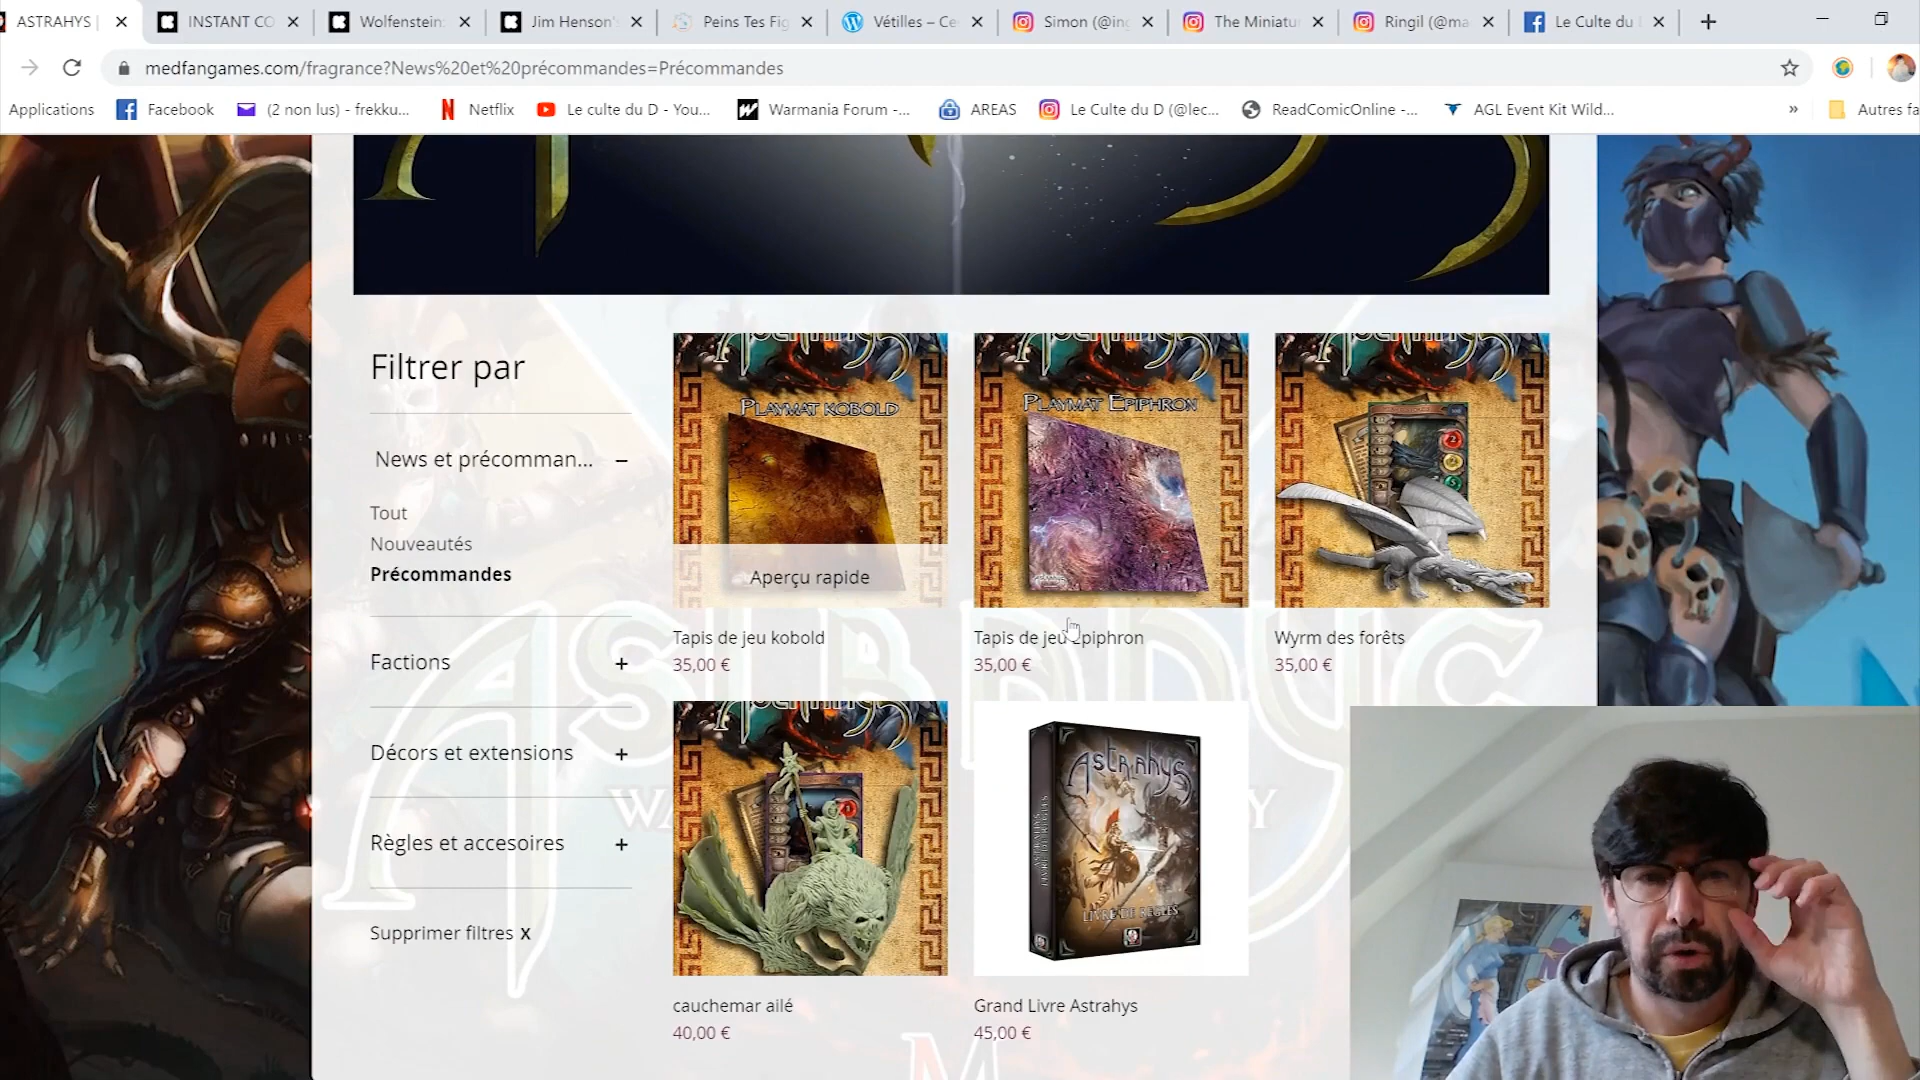 ASTRAHYS |
INSTANT CO
Wolfenstein:
Jim Henson's
Peins Tes Fig
Vétilles – Ce
Simon (@ing
The Miniatu
Ringil (@ma
Le Culte du
medfangames.com/fragrance?News%20et%20précommandes=Précommandes
Applications
Facebook
(2 non lus) - frekku...
Netflix
Le culte du D - You...
Warmania Forum -...
AREAS
Le Culte du D (@lec...
ReadComicOnline -...
AGL Event Kit Wild...
»
Autres fa
Filtrer par
News et précomman... –
Tout
Nouveautés
Précommandes
Factions +
Décors et extensions +
Règles et accesoires +
Supprimer filtres x
PLAYMAT KOBOLD
Aperçu rapide
Tapis de jeu kobold
35,00 €
PLAYMAT EPIPHRON
Tapis de jeu Epiphron
35,00 €
Wyrm des forêts
35,00 €
cauchemar ailé
40,00 €
Astrahys
LIVRE DE RÈGLES
Grand Livre Astrahys
45,00 €